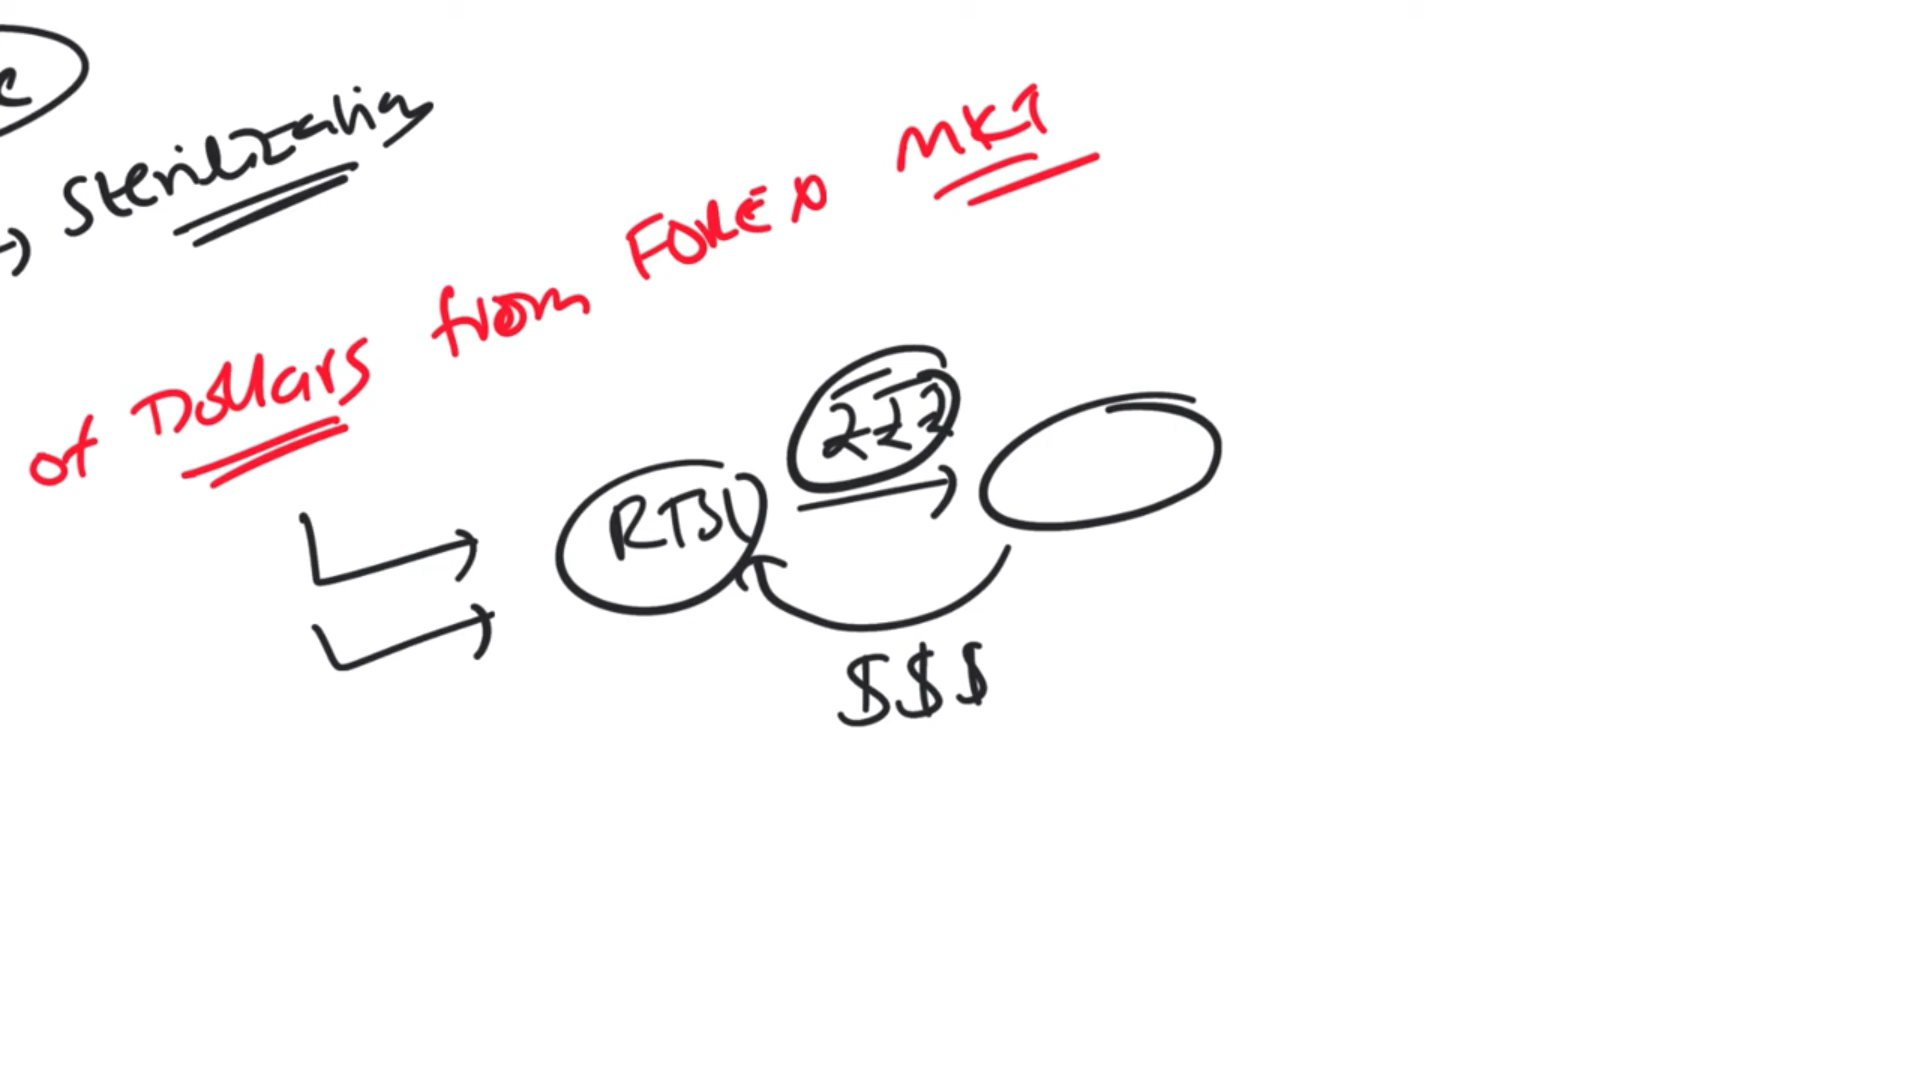 → Sterilization
of Dollars from FOREX MKT
RBI
₹₹₹
$$$